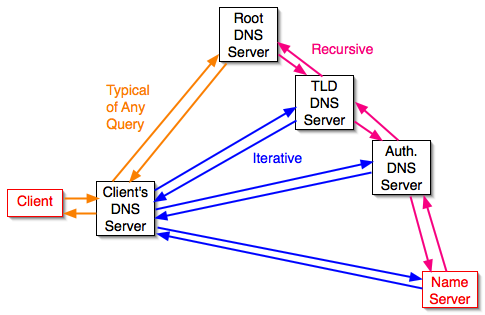 Root
DNS
Server
Recursive
Typical
of Any
Query
TLD
DNS
Server
Iterative
Auth.
DNS
Server
Client
Client's
DNS
Server
Name
Server